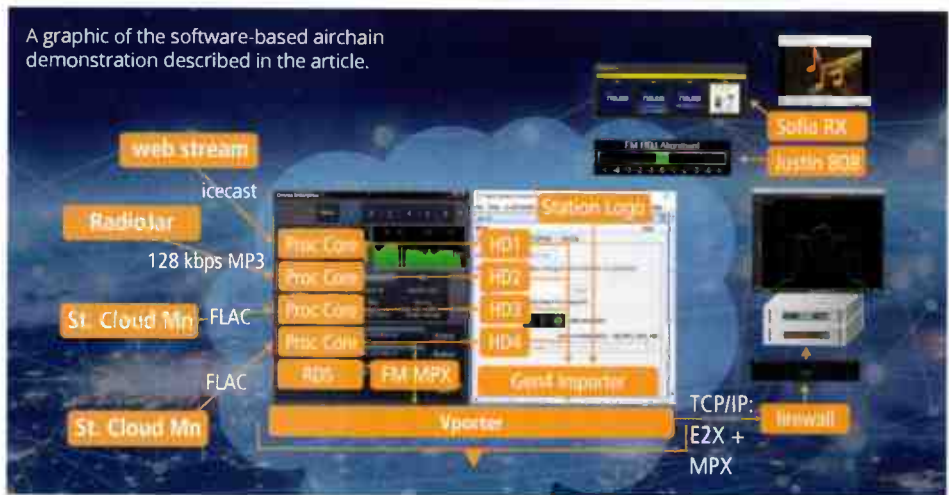 A graphic of the software-based airchain
demonstration described in the article.
web stream
icecast
RadioJar
128 kbps MP3
St. Cloud Mn
FLAC
FLAC
St. Cloud Mn
Proc Core
Proc Core
Proc Core
Proc Core
RDS
FM MPX
Station Logo
HD1
HD2
HD3
HD4
Gen4 Importer
Vporter
TCP/IP:
E2X +
MPX
firewall
FM HD1 Alignment
Sofia RX
Justin 808